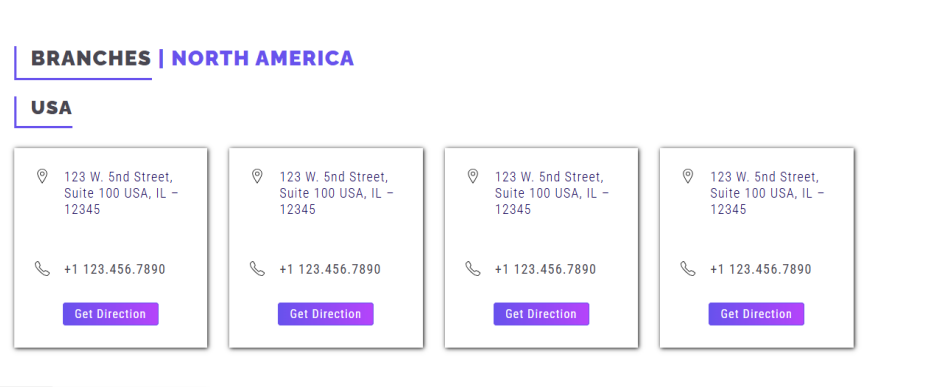 BRANCHES | NORTH AMERICA
USA
123 W. 5nd Street,
Suite 100 USA, IL –
12345
+1 123.456.7890
Get Direction
123 W. 5nd Street,
Suite 100 USA, IL –
12345
+1 123.456.7890
Get Direction
123 W. 5nd Street,
Suite 100 USA, IL –
12345
+1 123.456.7890
Get Direction
123 W. 5nd Street,
Suite 100 USA, IL –
12345
+1 123.456.7890
Get Direction